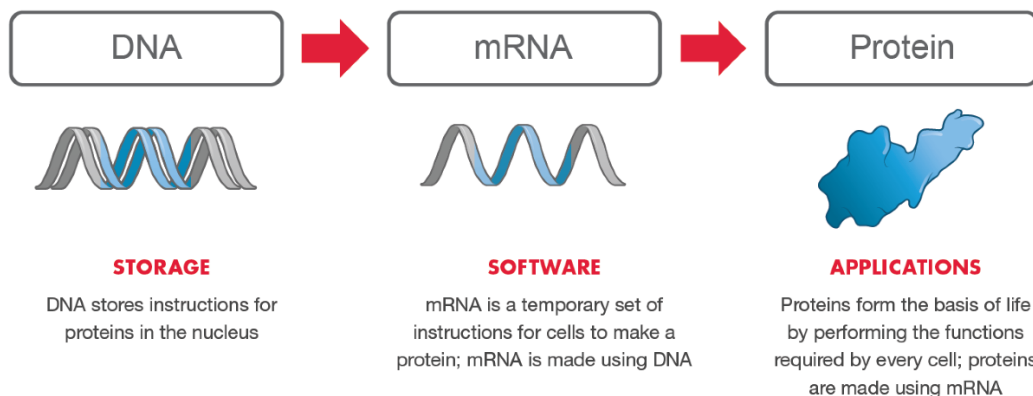 DNA
mRNA
Protein
STORAGE
DNA stores instructions for
proteins in the nucleus
SOFTWARE
mRNA is a temporary set of
instructions for cells to make a
protein; mRNA is made using DNA
APPLICATIONS
Proteins form the basis of life
by performing the functions
required by every cell; proteins
are made using mRNA